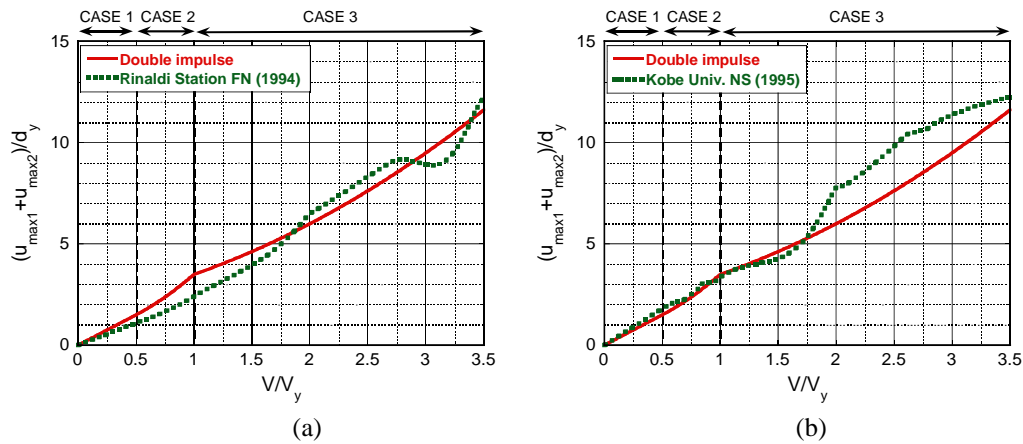 CASE 1 CASE 2 CASE 3
15
Double impulse
Rinaldi Station FN (1994)
10
5
0
(u_max1 +u_max2)/d_y
0 0.5 1 1.5 2 2.5 3 3.5
V/V_y
(a)
CASE 1 CASE 2 CASE 3
15
Double impulse
Kobe Univ. NS (1995)
10
5
0
(u_max1 +u_max2)/d_y
0 0.5 1 1.5 2 2.5 3 3.5
V/V_y
(b)